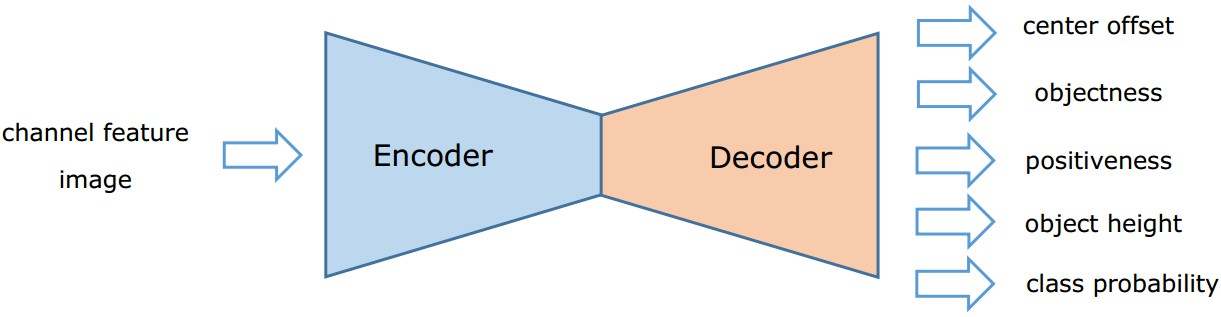 channel feature
image
Encoder
Decoder
center offset
objectness
positiveness
object height
class probability